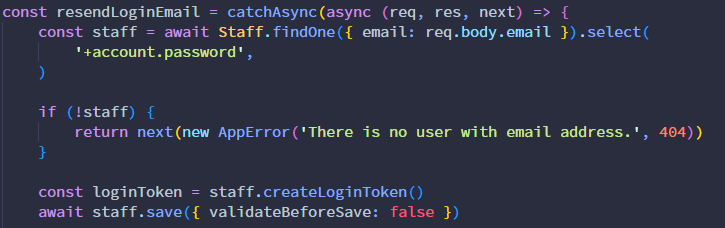 const resendLoginEmail = catchAsync(async (req, res, next) => {
    const staff = await Staff.findOne({ email: req.body.email }).select(
        '+account.password',
    )

    if (!staff) {
        return next(new AppError('There is no user with email address.', 404))
    }

    const loginToken = staff.createLoginToken()
    await staff.save({ validateBeforeSave: false })